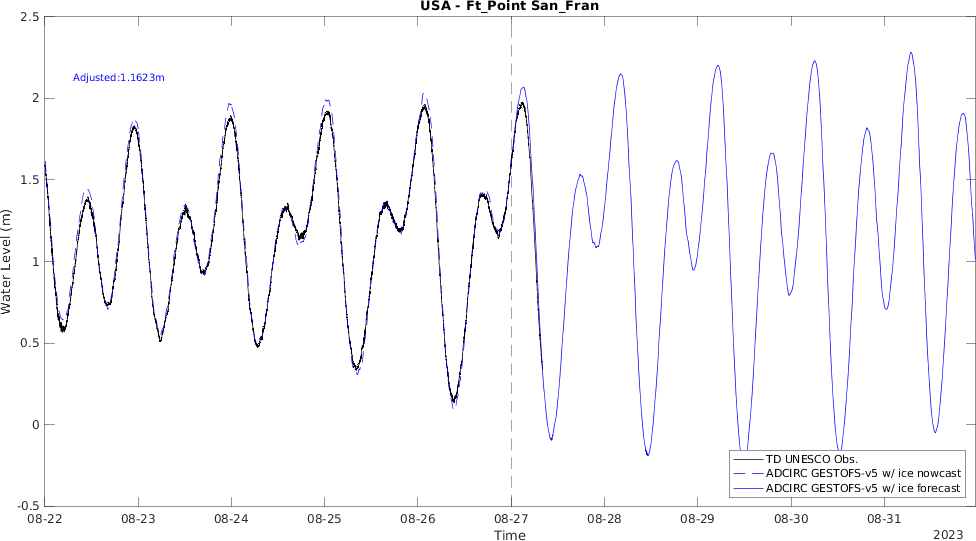 USA - Ft_Point San_Fran
2.5
Adjusted:1.1623m
2
1.5
Water Level (m)
1
0.5
0
TD UNESCO Obs.
ADCIRC GESTOFS-v5 w/ ice nowcast
ADCIRC GESTOFS-v5 w/ ice forecast
-0.5
08-22 08-23 08-24 08-25 08-26 08-27 08-28 08-29 08-30 08-31
Time
2023